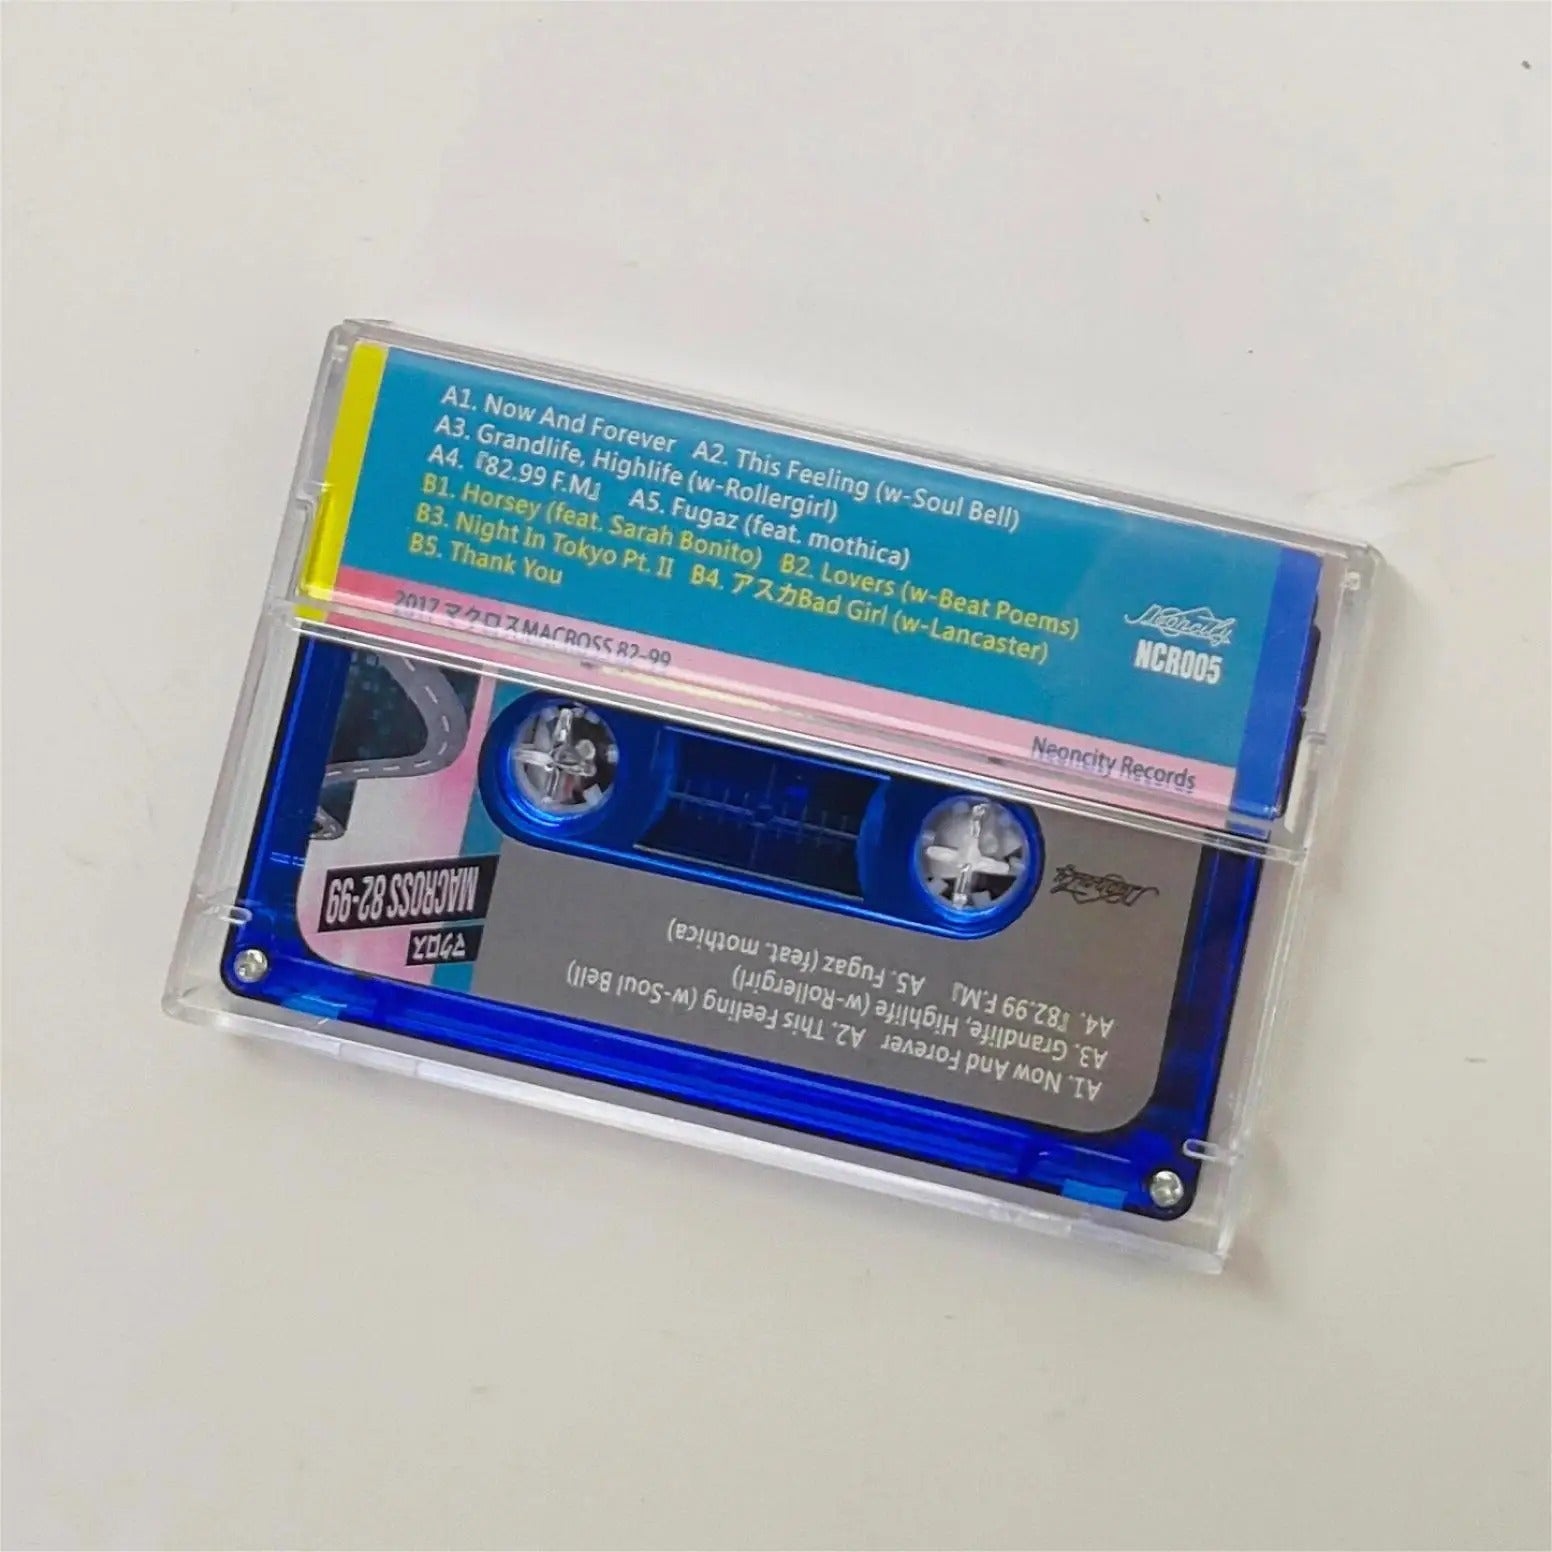 A1. Now And Forever A2. This Feeling (w-Soul Bell)
A3. Grandlife, Highlife (w-Rollergirl)
A4. 『82.99 F.M』 A5. Fugaz (feat. mothica)
B1. Horsey (feat. Sarah Bonito) B2. Lovers (w-Beat Poems)
B3. Night In Tokyo Pt. II B4. アスカBad Girl (w-Lancaster)
B5. Thank You
Neoncity
NCR005
2017 マクロスMACROSS 82-99
Neoncity Records
Neoncity
MACROSS 82-99
マクロス
A1. Now And Forever A2. This Feeling (w-Soul Bell)
A3. Grandlife, Highlife (w-Rollergirl)
A4. 『82.99 F.M』 A5. Fugaz (feat. mothica)